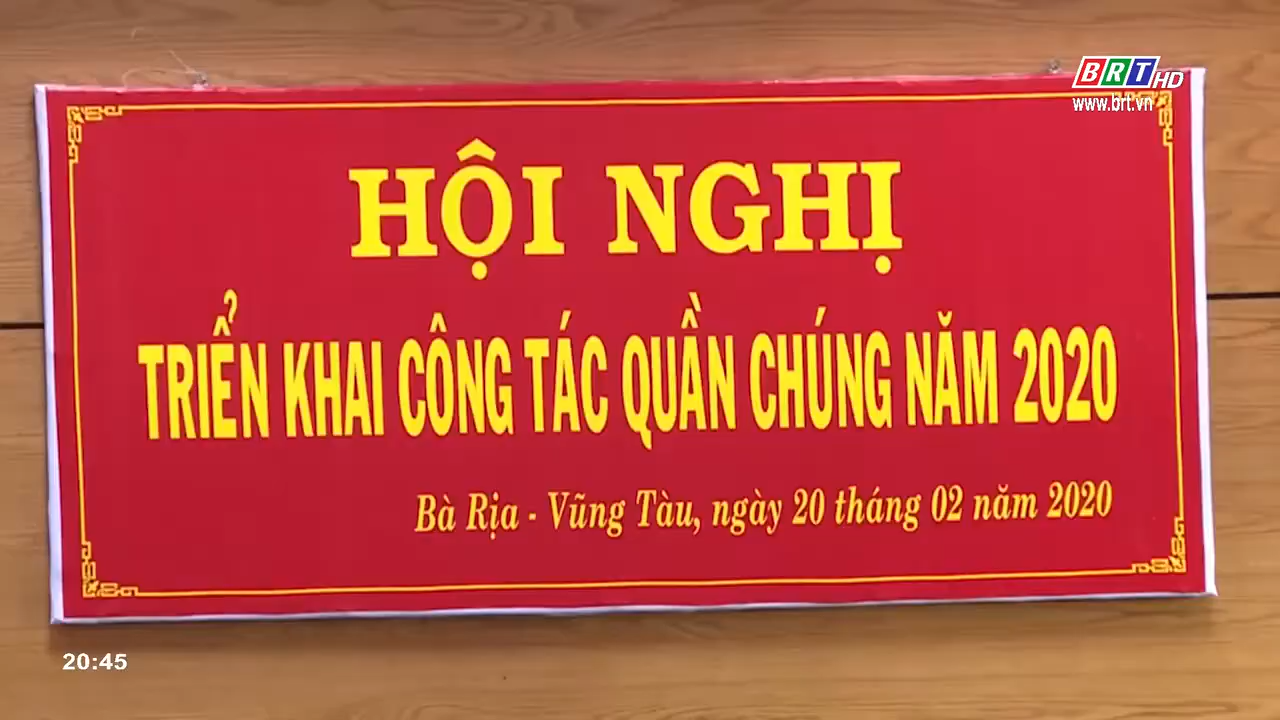 BRT HD
www.brt.vn
HỘI NGHỊ
TRIỂN KHAI CÔNG TÁC QUẦN CHÚNG NĂM 2020
Bà Rịa - Vũng Tàu, ngày 20 tháng 02 năm 2020
20:45